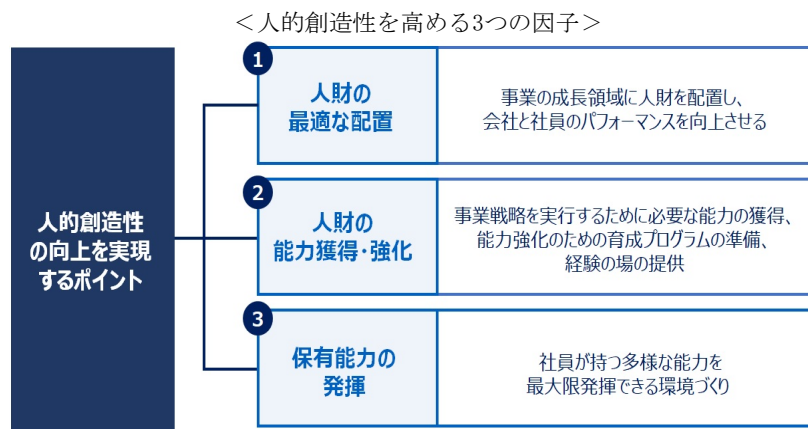 ＜人的創造性を高める3つの因子＞
人的創造性
の向上を実現
するポイント
1
人財の
最適な配置
事業の成長領域に人財を配置し、
会社と社員のパフォーマンスを向上させる
2
人財の
能力獲得・強化
事業戦略を実行するために必要な能力の獲得、
能力強化のための育成プログラムの準備、
経験の場の提供
3
保有能力の
発揮
社員が持つ多様な能力を
最大限発揮できる環境づくり